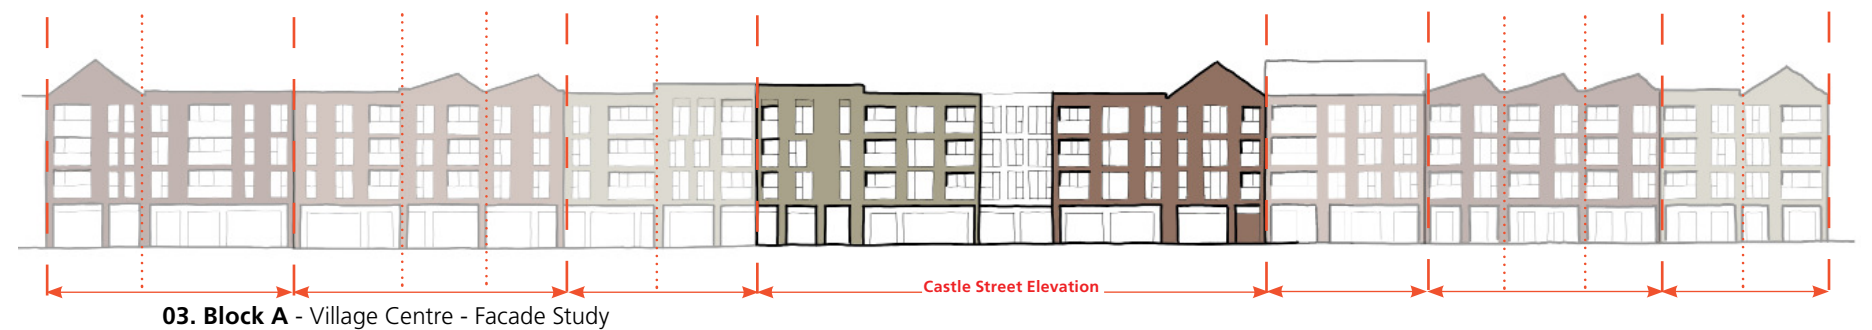 Castle Street Elevation
03. Block A - Village Centre - Facade Study